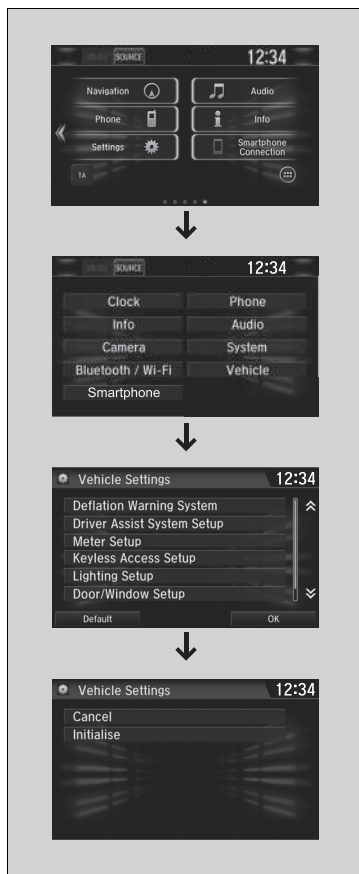 SOURCE 12:34
Navigation Audio
Phone Info
Settings Smartphone
Connection
TA
SOURCE 12:34
Clock Phone
Info Audio
Camera System
Bluetooth / Wi-Fi Vehicle
Smartphone
Vehicle Settings 12:34
Deflation Warning System
Driver Assist System Setup
Meter Setup
Keyless Access Setup
Lighting Setup
Door/Window Setup
Default OK
Vehicle Settings 12:34
Cancel
Initialise